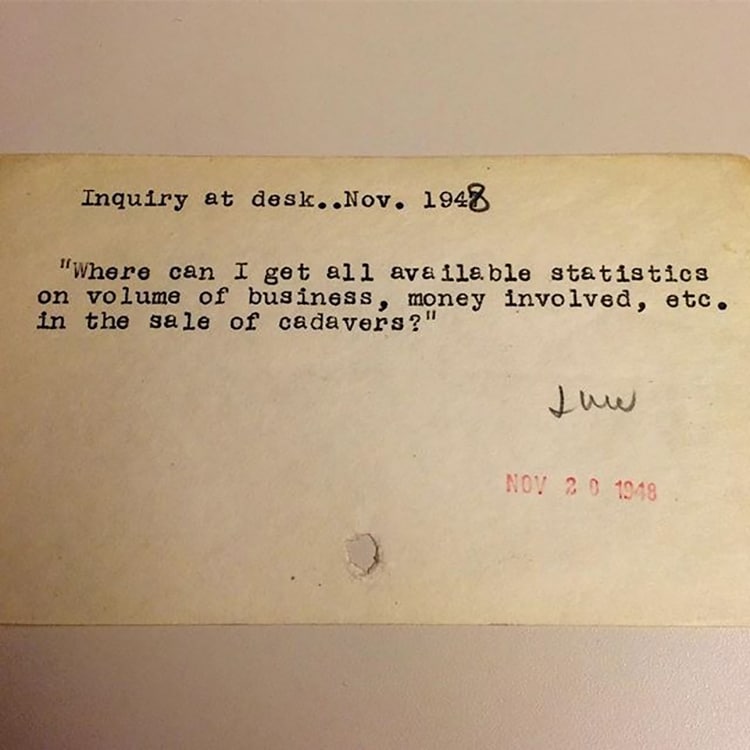 Inquiry at desk..Nov. 1948
"Where can I get all available statistics
on volume of business, money involved, etc.
in the sale of cadavers?"
NOV 20 1948